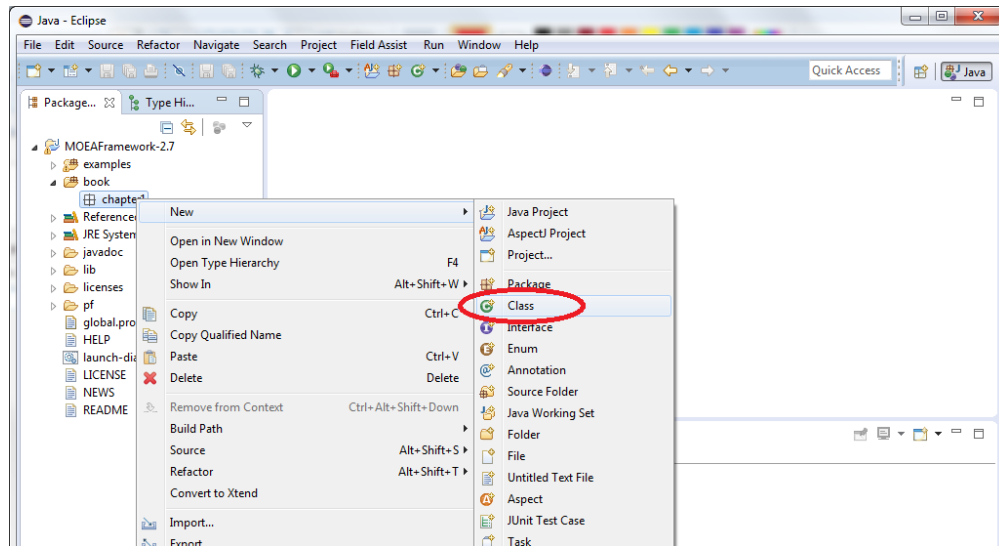 Java - Eclipse
File Edit Source Refactor Navigate Search Project Field Assist Run Window Help
Quick Access
Java
Package...
Type Hi...
MOEAFramework-2.7
examples
book
chapter1
Reference
JRE System
javadoc
lib
licenses
pf
global.pro
HELP
launch-dia
LICENSE
NEWS
README
New
Open in New Window
Open Type Hierarchy F4
Show In Alt+Shift+W
Copy Ctrl+C
Copy Qualified Name
Paste Ctrl+V
Delete Delete
Remove from Context Ctrl+Alt+Shift+Down
Build Path
Source Alt+Shift+S
Refactor Alt+Shift+T
Convert to Xtend
Import...
Export
Java Project
AspectJ Project
Project...
Package
Class
Interface
Enum
Annotation
Source Folder
Java Working Set
Folder
File
Untitled Text File
Aspect
JUnit Test Case
Task